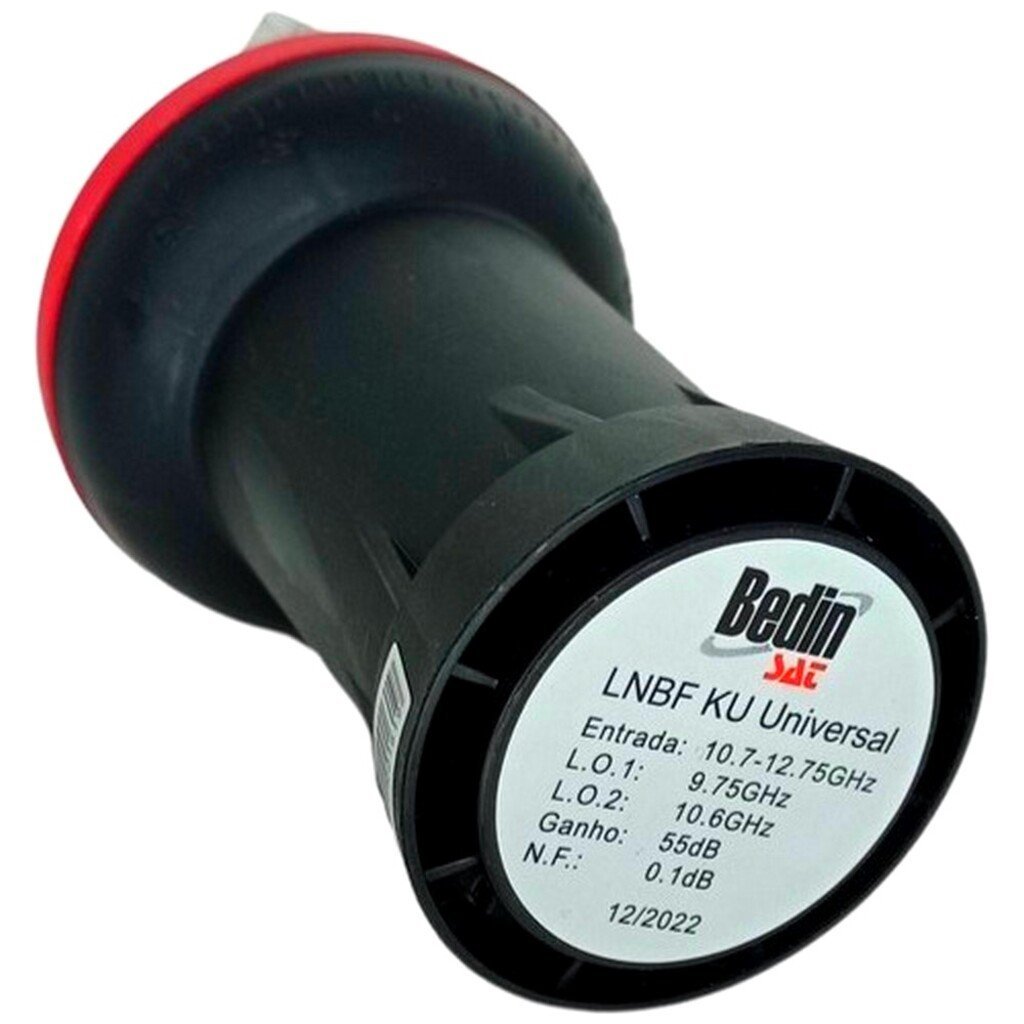 Bedin
SAT
LNBF KU Universal
Entrada: 10.7-12.75GHz
L.O.1: 9.75GHz
L.O.2: 10.6GHz
Ganho: 55dB
N.F.: 0.1dB
12/2022